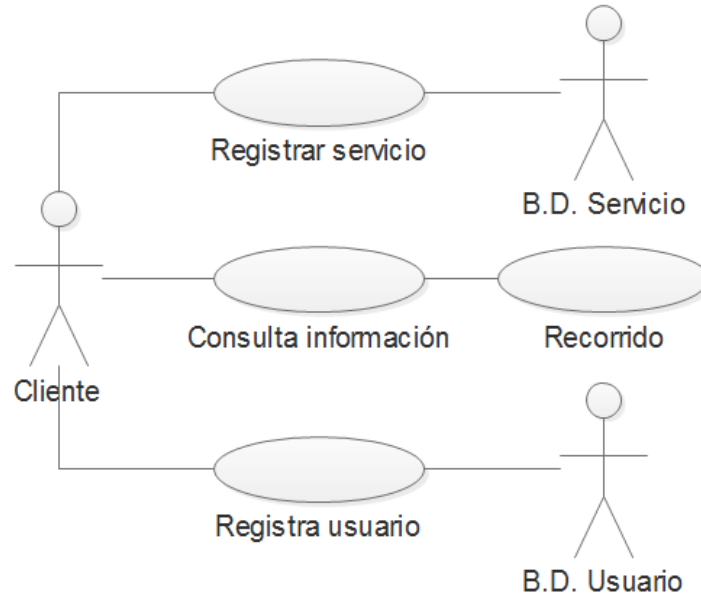 Registrar servicio
B.D. Servicio
Consulta información
Recorrido
Cliente
Registra usuario
B.D. Usuario